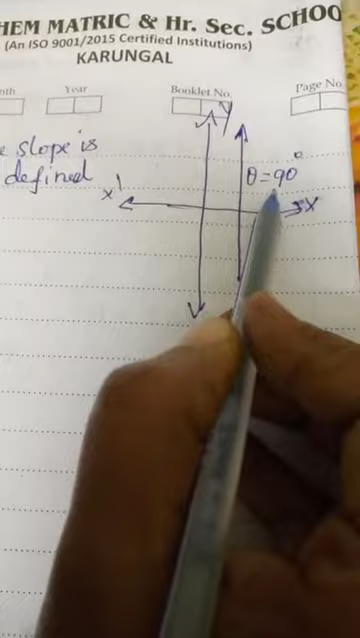 HEM MATRIC & Hr. Sec. SCHOO
(An ISO 9001/2015 Certified Institutions)
KARUNGAL
nth Year Booklet No. Page No.
y
e slope is
defined
θ=90°
x' x